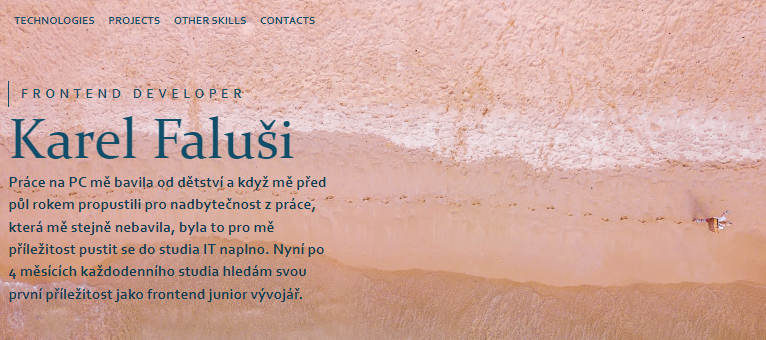 TECHNOLOGIES PROJECTS OTHER SKILLS CONTACTS
FRONTEND DEVELOPER
Karel Faluši
Práce na PC mě bavila od dětství a když mě před
půl rokem propustili pro nadbytečnost z práce,
která mě stejně nebavila, byla to pro mě
příležitost pustit se do studia IT naplno. Nyní po
4 měsících každodenního studia hledám svou
první příležitost jako frontend junior vývojář.